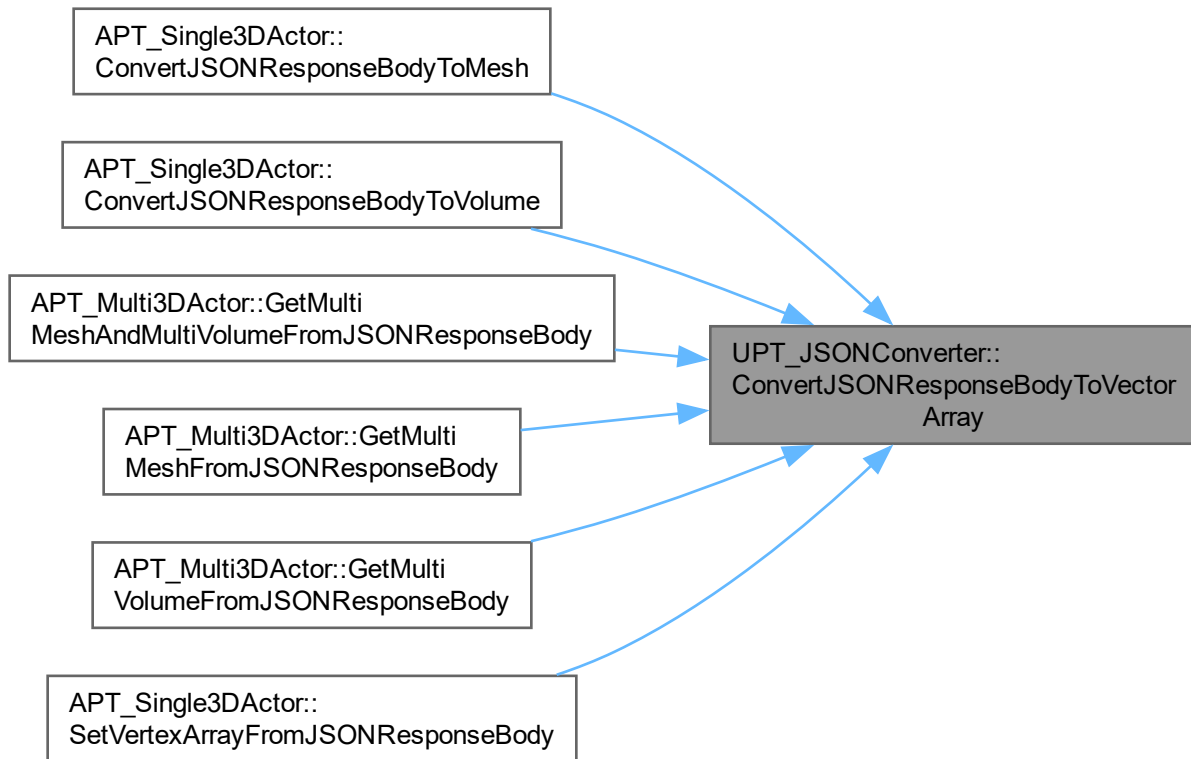 APT_Single3DActor::
ConvertJSONResponseBodyToMesh
APT_Single3DActor::
ConvertJSONResponseBodyToVolume
APT_Multi3DActor::GetMulti
MeshAndMultiVolumeFromJSONResponseBody
APT_Multi3DActor::GetMulti
MeshFromJSONResponseBody
APT_Multi3DActor::GetMulti
VolumeFromJSONResponseBody
APT_Single3DActor::
SetVertexArrayFromJSONResponseBody
UPT_JSONConverter::
ConvertJSONResponseBodyToVector
Array